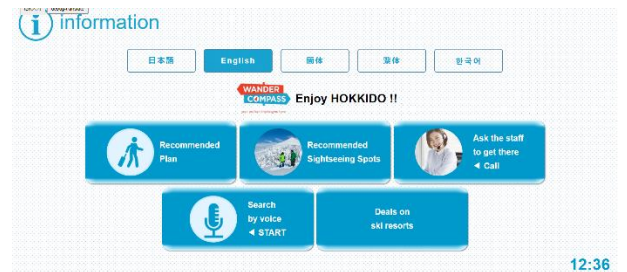 information
日本語
English
简体
繁体
한국어
WANDER
COMPASS
Enjoy HOKKIDO !!
Recommended
Plan
Recommended
Sightseeing Spots
Ask the staff
to get there
◀ Call
Search
by voice
◀ START
Deals on
ski resorts
12:36